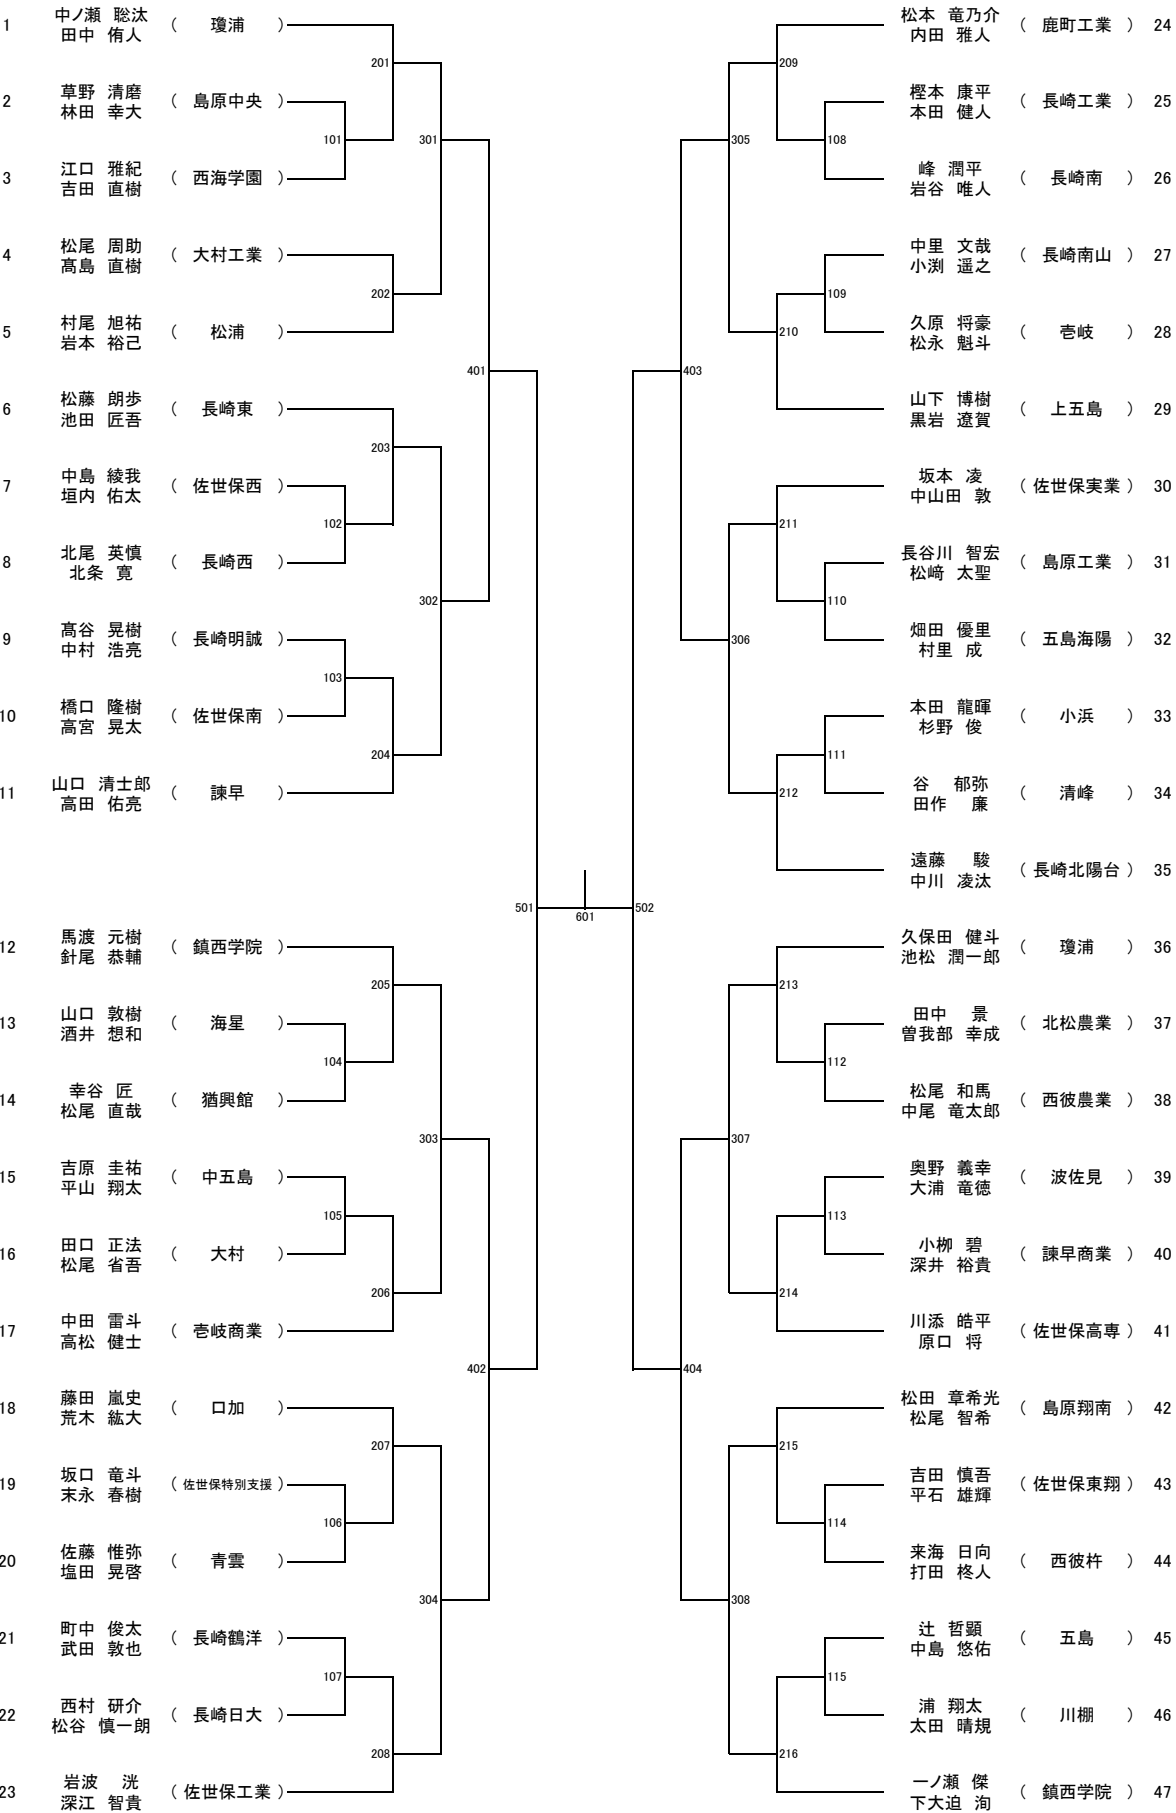 1 中ノ瀬 聡汰 田中 侑人 ( 瓊浦 )
2 草野 清磨 林田 幸大 ( 島原中央 )
3 江口 雅紀 吉田 直樹 ( 西海学園 )
4 松尾 周助 髙島 直樹 ( 大村工業 )
5 村尾 旭祐 岩本 裕己 ( 松浦 )
6 松藤 朗歩 池田 匠吾 ( 長崎東 )
7 中島 綾我 垣内 佑太 ( 佐世保西 )
8 北尾 英慎 北条 寛 ( 長崎西 )
9 髙谷 晃樹 中村 浩亮 ( 長崎明誠 )
10 橋口 隆樹 高宮 晃太 ( 佐世保南 )
11 山口 清士郎 高田 佑亮 ( 諫早 )
12 馬渡 元樹 針尾 恭輔 ( 鎮西学院 )
13 山口 敦樹 酒井 想和 ( 海星 )
14 幸谷 匠 松尾 直哉 ( 猶興館 )
15 吉原 圭祐 平山 翔太 ( 中五島 )
16 田口 正法 松尾 省吾 ( 大村 )
17 中田 雷斗 高松 健士 ( 壱岐商業 )
18 藤田 嵐史 荒木 紘大 ( 口加 )
19 坂口 竜斗 末永 春樹 ( 佐世保特別支援 )
20 佐藤 惟弥 塩田 晃啓 ( 青雲 )
21 町中 俊太 武田 敦也 ( 長崎鶴洋 )
22 西村 研介 松谷 慎一朗 ( 長崎日大 )
23 岩波 洸 深江 智貴 ( 佐世保工業 )
101
102
103
104
105
106
107
201
202
203
204
205
206
207
208
301
302
303
304
401
402
501
601
502
403
404
305
306
307
308
209
210
211
212
213
214
215
216
108
109
110
111
112
113
114
115
松本 竜乃介 内田 雅人 ( 鹿町工業 ) 24
樫本 康平 本田 健人 ( 長崎工業 ) 25
峰 潤平 岩谷 唯人 ( 長崎南 ) 26
中里 文哉 小渕 遥之 ( 長崎南山 ) 27
久原 将豪 松永 魁斗 ( 壱岐 ) 28
山下 博樹 黒岩 遼賀 ( 上五島 ) 29
坂本 凌 中山田 敦 ( 佐世保実業 ) 30
長谷川 智宏 松﨑 太聖 ( 島原工業 ) 31
畑田 優里 村里 成 ( 五島海陽 ) 32
本田 龍暉 杉野 俊 ( 小浜 ) 33
谷 郁弥 田作 廉 ( 清峰 ) 34
遠藤 駿 中川 凌汰 ( 長崎北陽台 ) 35
久保田 健斗 池松 潤一郎 ( 瓊浦 ) 36
田中 景 曽我部 幸成 ( 北松農業 ) 37
松尾 和馬 中尾 竜太郎 ( 西彼農業 ) 38
奥野 義幸 大浦 竜徳 ( 波佐見 ) 39
小栁 碧 深井 裕貴 ( 諫早商業 ) 40
川添 皓平 原口 将 ( 佐世保高専 ) 41
松田 章希光 松尾 智希 ( 島原翔南 ) 42
吉田 慎吾 平石 雄輝 ( 佐世保東翔 ) 43
来海 日向 打田 柊人 ( 西彼杵 ) 44
辻 哲顕 中島 悠佑 ( 五島 ) 45
浦 翔太 太田 晴規 ( 川棚 ) 46
一ノ瀬 傑 下大迫 洵 ( 鎮西学院 ) 47